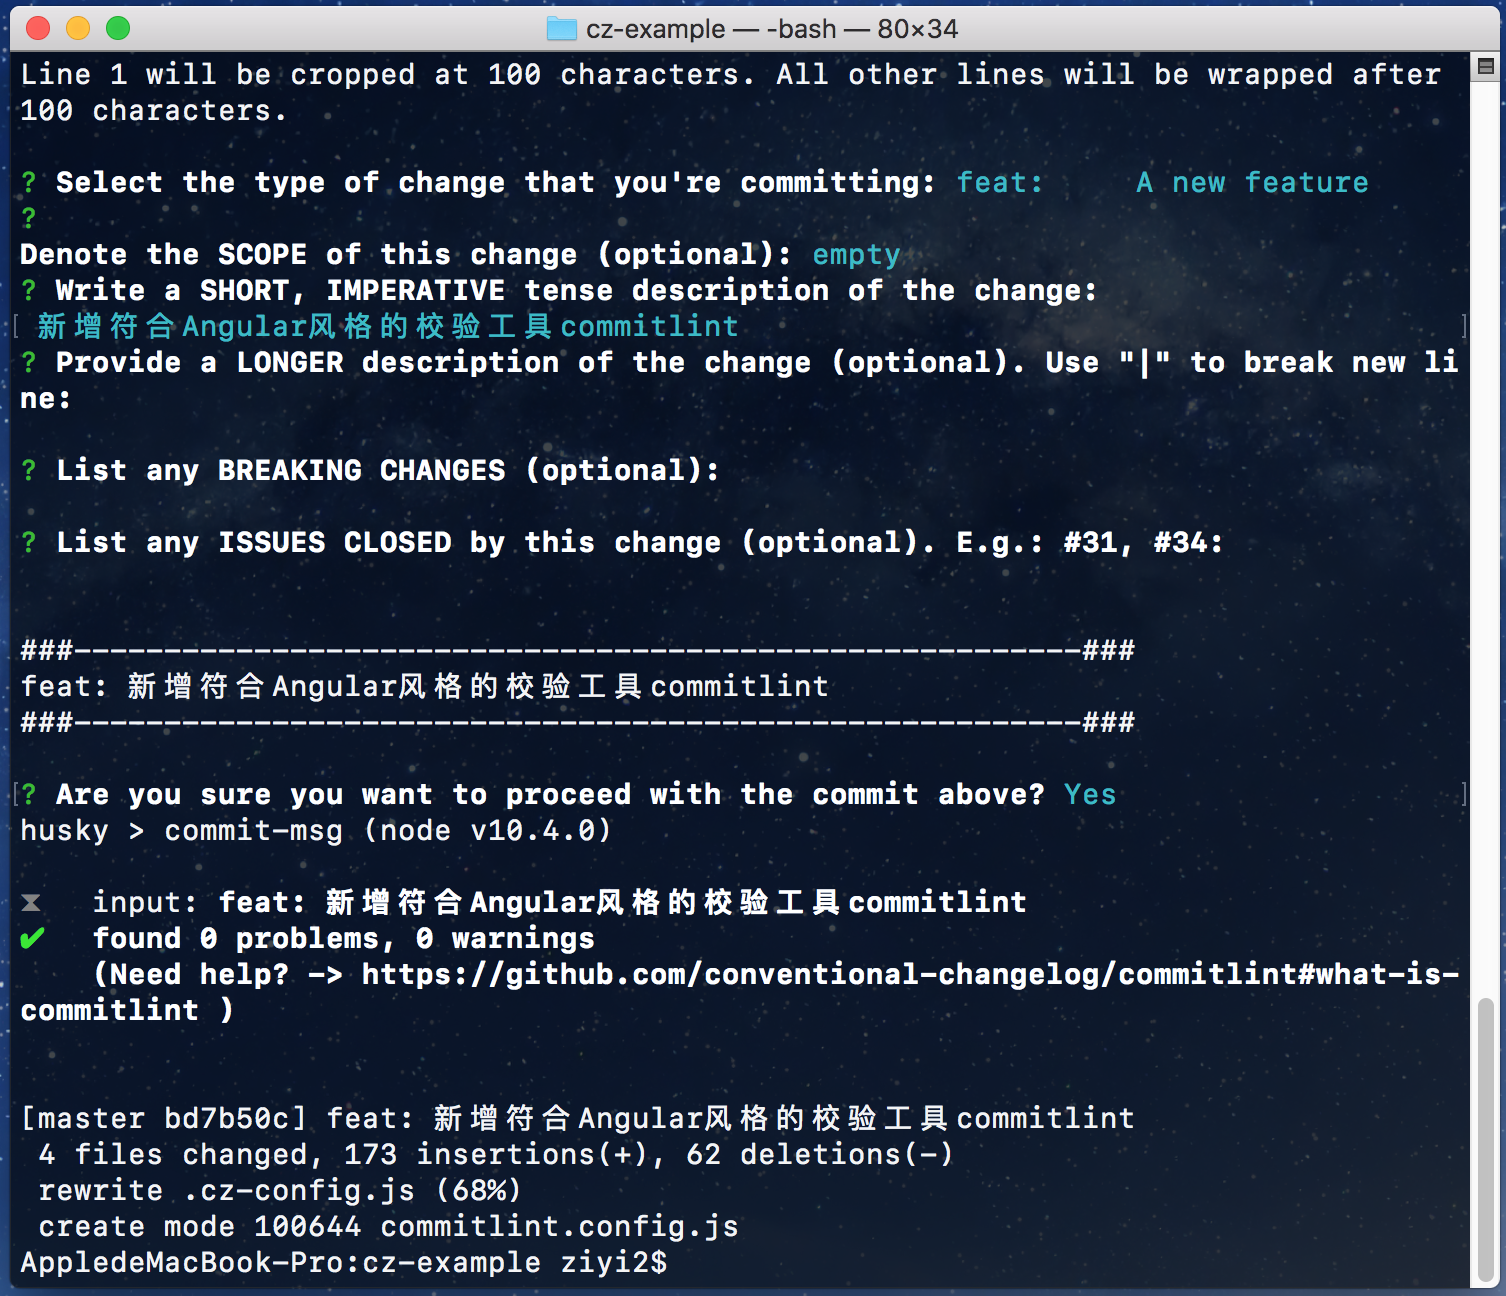 cz-example — -bash — 80×34
Line 1 will be cropped at 100 characters. All other lines will be wrapped after
100 characters.
? Select the type of change that you're committing: feat:     A new feature
?
Denote the SCOPE of this change (optional): empty
? Write a SHORT, IMPERATIVE tense description of the change:
[ 新增符合Angular风格的校验工具commitlint ]
? Provide a LONGER description of the change (optional). Use "|" to break new li
ne:
? List any BREAKING CHANGES (optional):
? List any ISSUES CLOSED by this change (optional). E.g.: #31, #34:
###--------------------------------------------------------###
feat: 新增符合Angular风格的校验工具commitlint
###--------------------------------------------------------###
[? Are you sure you want to proceed with the commit above? Yes ]
husky > commit-msg (node v10.4.0)
⧗   input: feat: 新增符合Angular风格的校验工具commitlint
✔   found 0 problems, 0 warnings
(Need help? -> https://github.com/conventional-changelog/commitlint#what-is-
commitlint )
[master bd7b50c] feat: 新增符合Angular风格的校验工具commitlint
4 files changed, 173 insertions(+), 62 deletions(-)
rewrite .cz-config.js (68%)
create mode 100644 commitlint.config.js
AppledeMacBook-Pro:cz-example ziyi2$